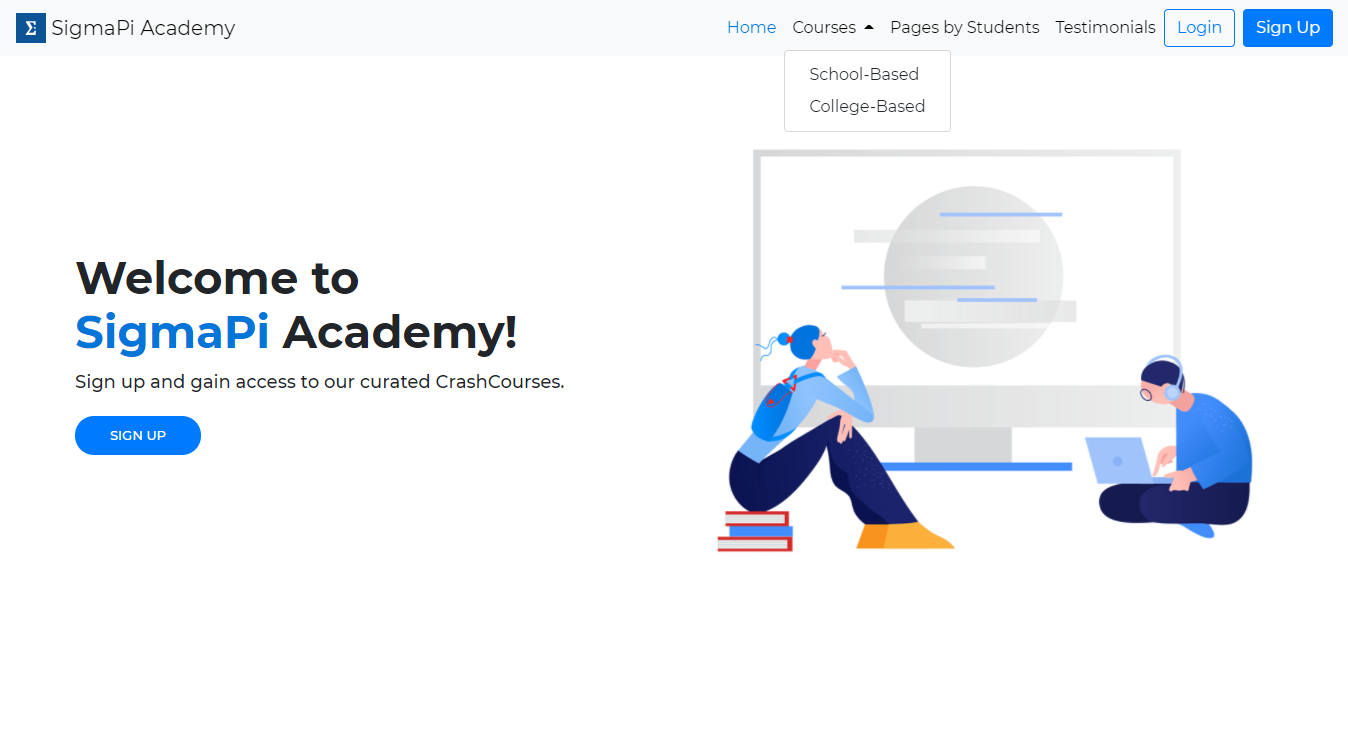 Σ SigmaPi Academy
Home Courses Pages by Students Testimonials Login Sign Up
School-Based
College-Based
Welcome to
SigmaPi Academy!
Sign up and gain access to our curated CrashCourses.
SIGN UP